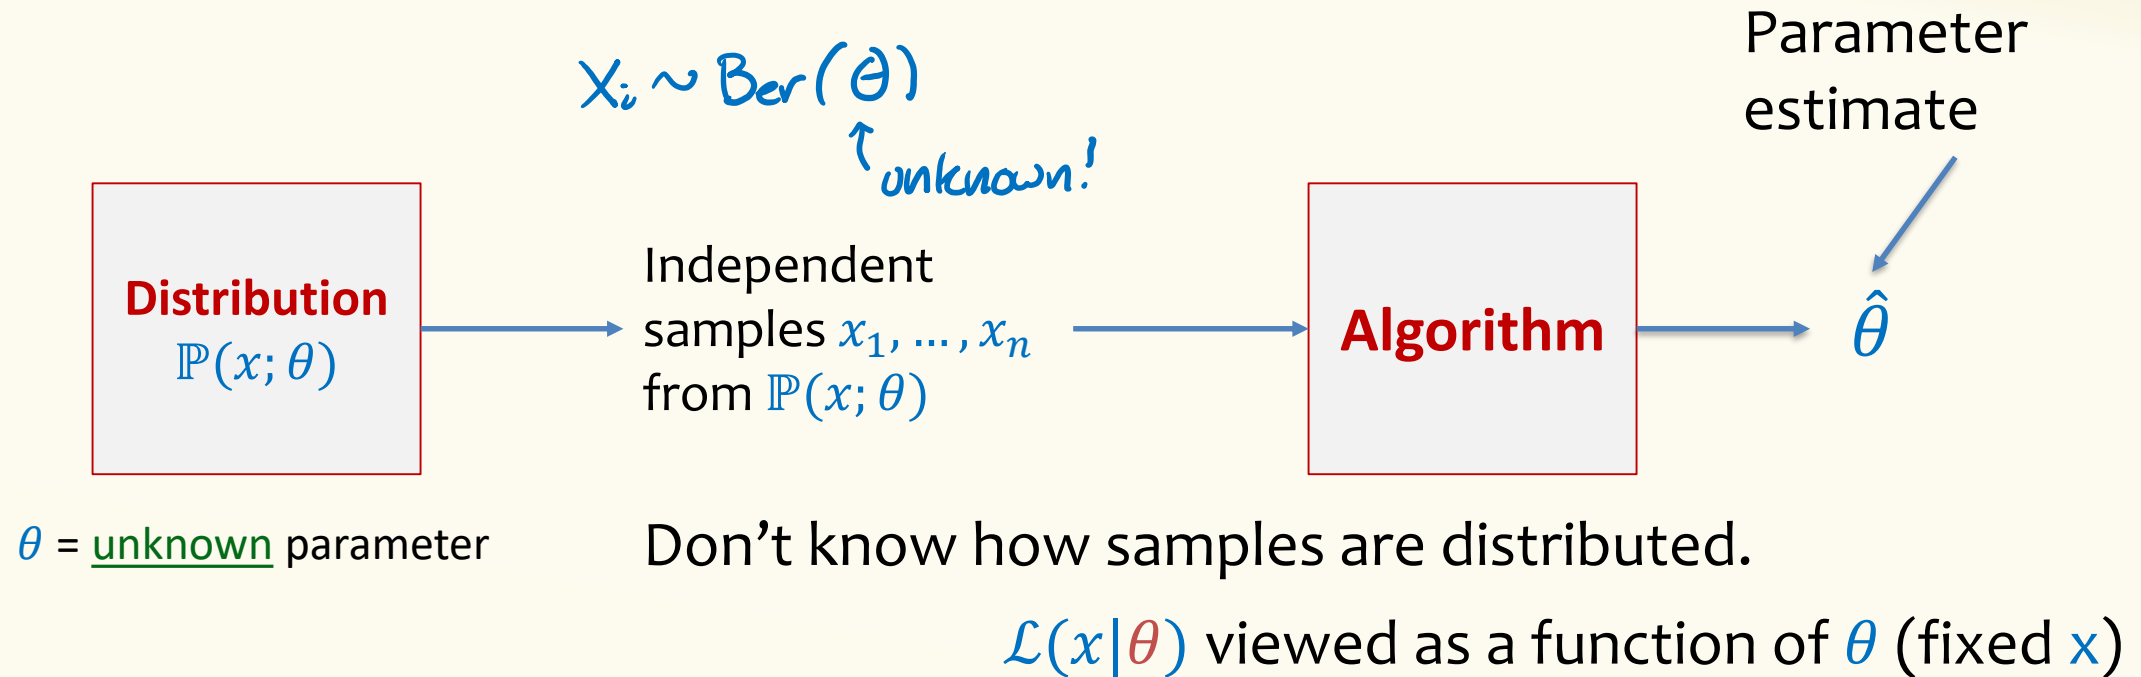 Parameter
estimate
Xᵢ ~ Ber(θ)
unknown!
Distribution
ℙ(x; θ)
Independent
samples x₁, … , xₙ
from ℙ(x; θ)
Algorithm
θ̂
θ = unknown parameter
Don’t know how samples are distributed.
ℒ(x|θ) viewed as a function of θ (fixed x)